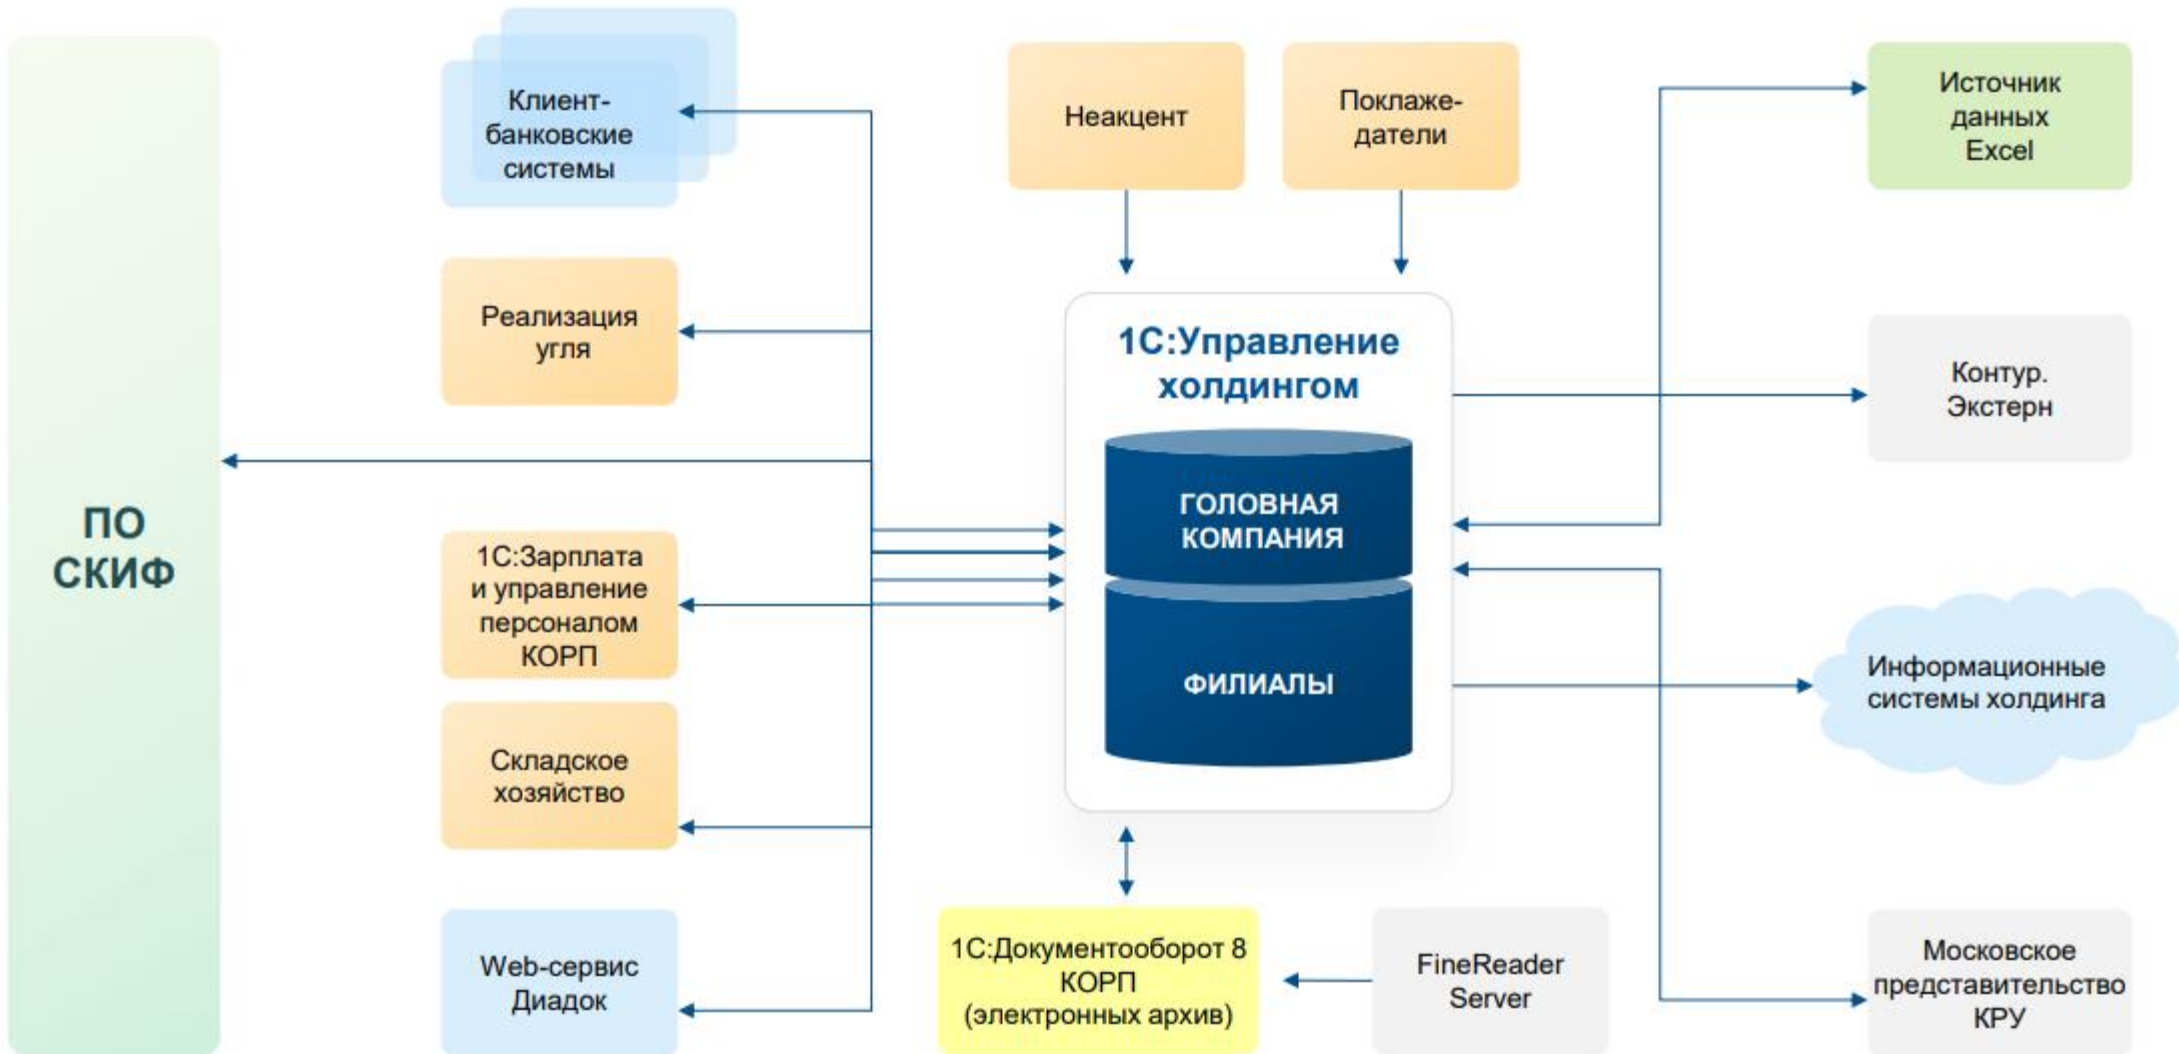 ПО
СКИФ
Клиент-
банковские
системы
Реализация
угля
1С:Зарплата
и управление
персоналом
КОРП
Складское
хозяйство
Web-сервис
Диадок
Неакцент
Поклаже-
датели
1С:Управление
холдингом
ГОЛОВНАЯ
КОМПАНИЯ
ФИЛИАЛЫ
1С:Документооборот 8
КОРП
(электронных архив)
FineReader
Server
Источник
данных
Excel
Контур.
Экстерн
Информационные
системы холдинга
Московское
представительство
КРУ